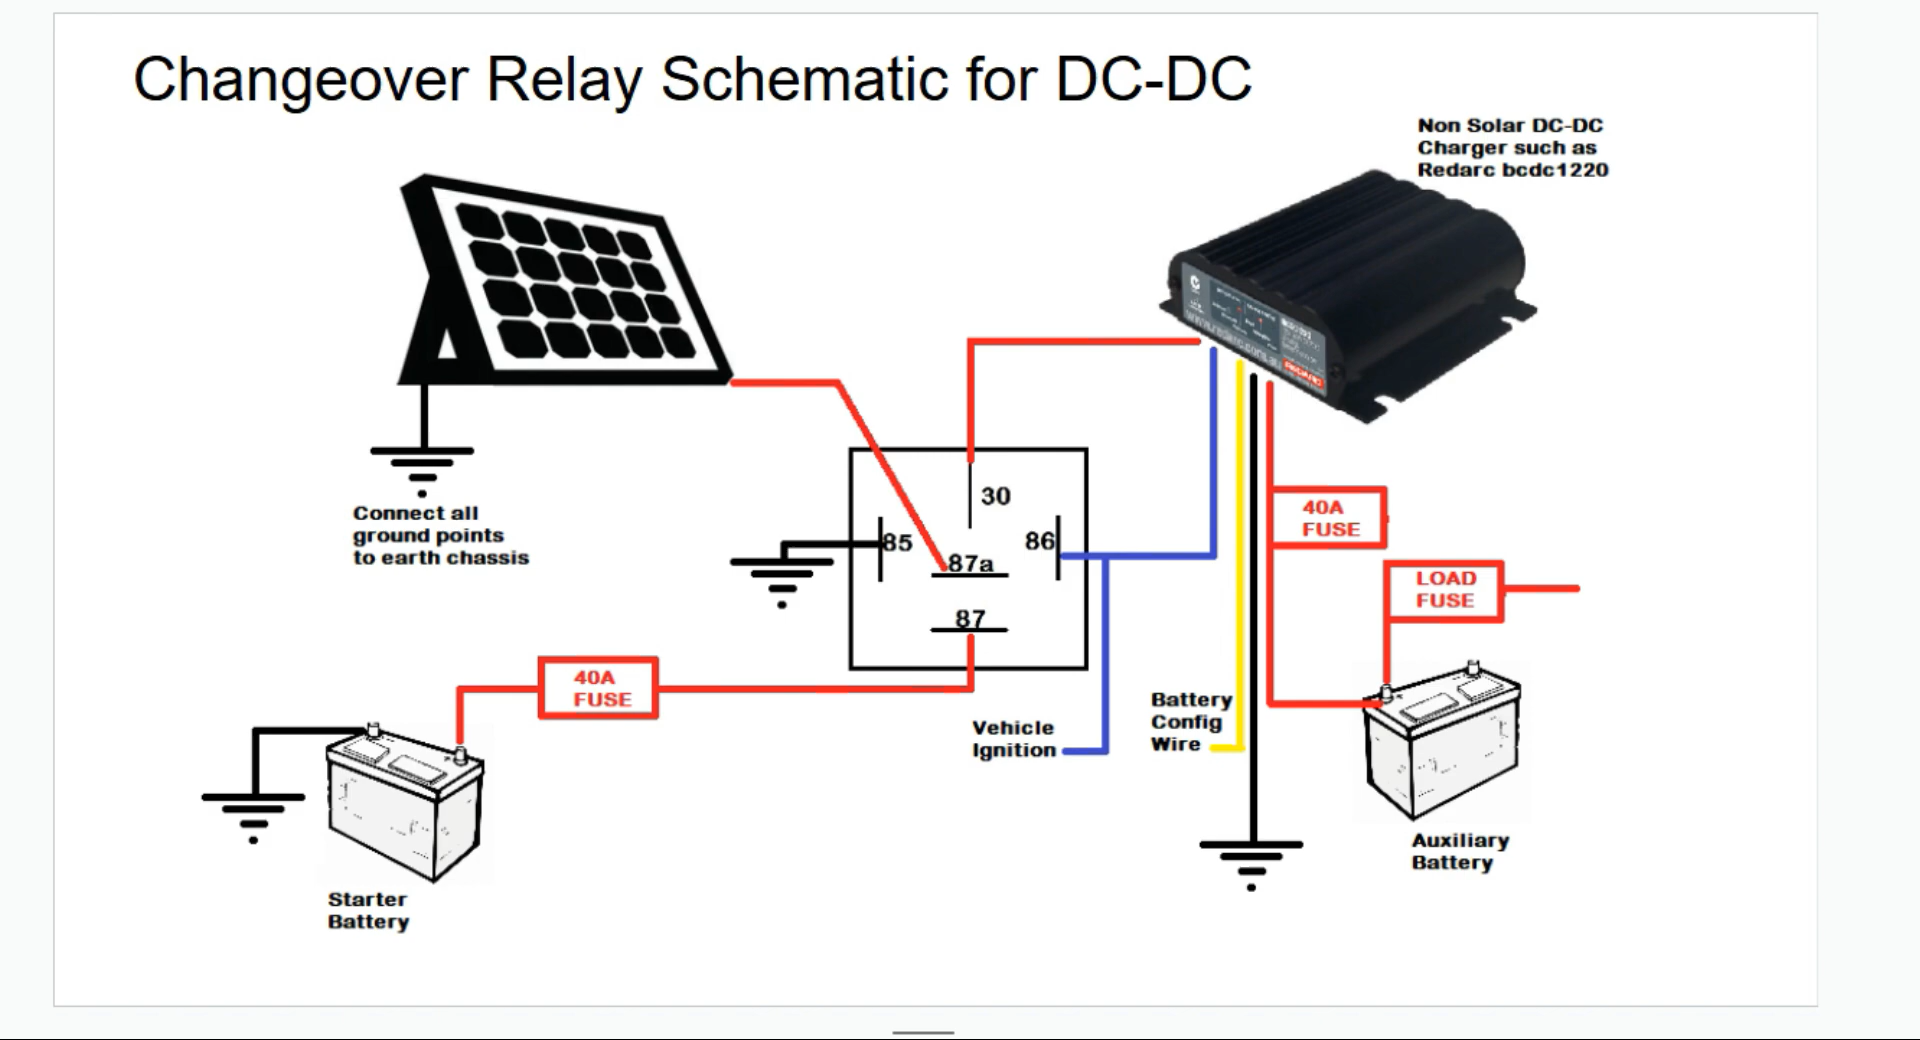 Changeover Relay Schematic for DC-DC
Non Solar DC-DC
Charger such as
Redarc bcdc1220
30
85
86
87a
87
Connect all
ground points
to earth chassis
40A
FUSE
LOAD
FUSE
40A
FUSE
Vehicle
Ignition
Battery
Config
Wire
Auxiliary
Battery
Starter
Battery
REDARC